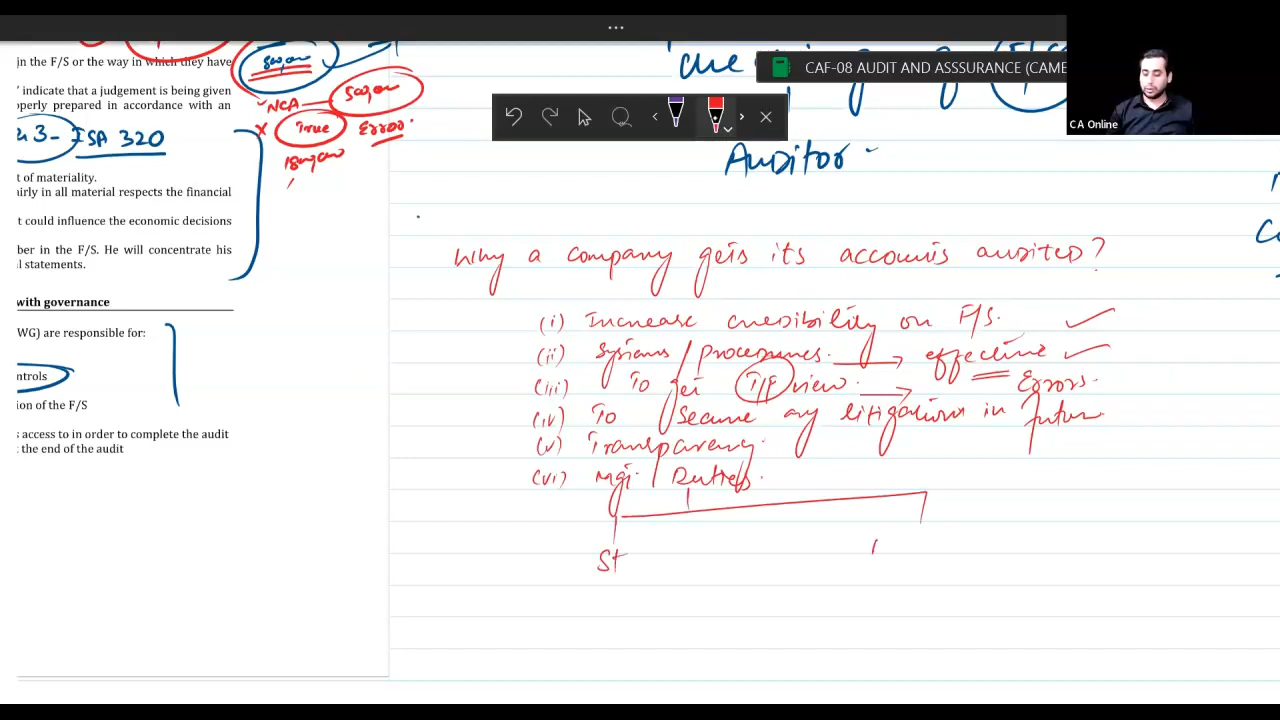 in the F/S or the way in which they have
' indicate that a judgement is being given
operly prepared in accordance with an
3- ISA 320
t of materiality.
airly in all material respects the financial
t could influence the economic decisions
ber in the F/S. He will concentrate his
l statements.
with governance
WG) are responsible for:
ontrols
ion of the F/S
s access to in order to complete the audit
t the end of the audit
NCA
True Error
CAF-08 AUDIT AND ASSSURANCE (CAME
C A Online
Auditor
Why a company gets its accounts audited?
(i) Increase credibility on F/S.
(ii) Systems/procedures. → effective
(iii) To get T/F view. → Errors.
(iv) To secure any litigations in future
(v) Transparency.
(vi) Mgt. / Duties.
St